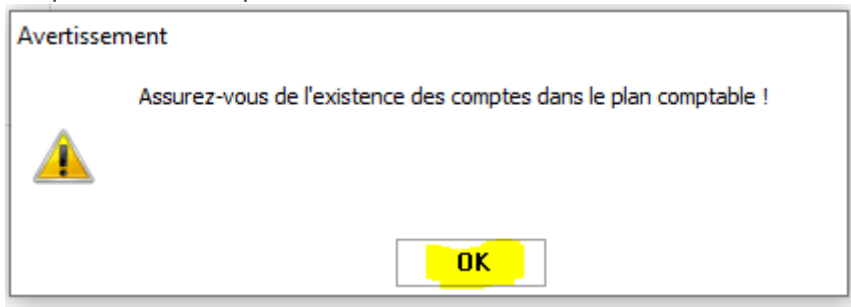 Avertissement
Assurez-vous de l'existence des comptes dans le plan comptable !
OK